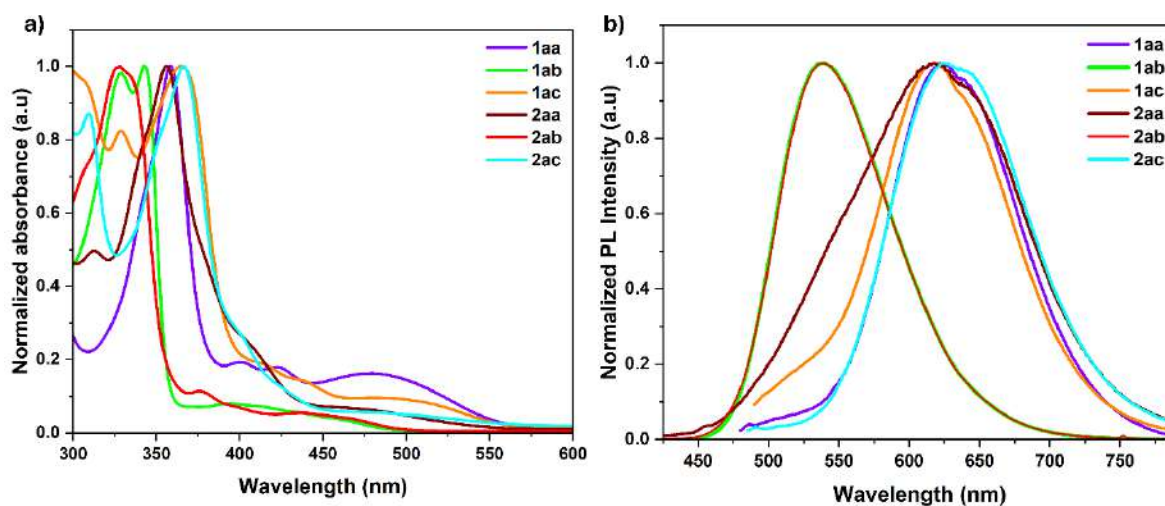 a)
1aa
1ab
1ac
2aa
2ab
2ac
1.0
0.8
0.6
0.4
0.2
0.0
Normalized absorbance (a.u)
300 350 400 450 500 550 600
Wavelength (nm)
b)
1aa
1ab
1ac
2aa
2ab
2ac
1.0
0.8
0.6
0.4
0.2
0.0
Normalized PL Intensity (a.u)
450 500 550 600 650 700 750
Wavelength (nm)